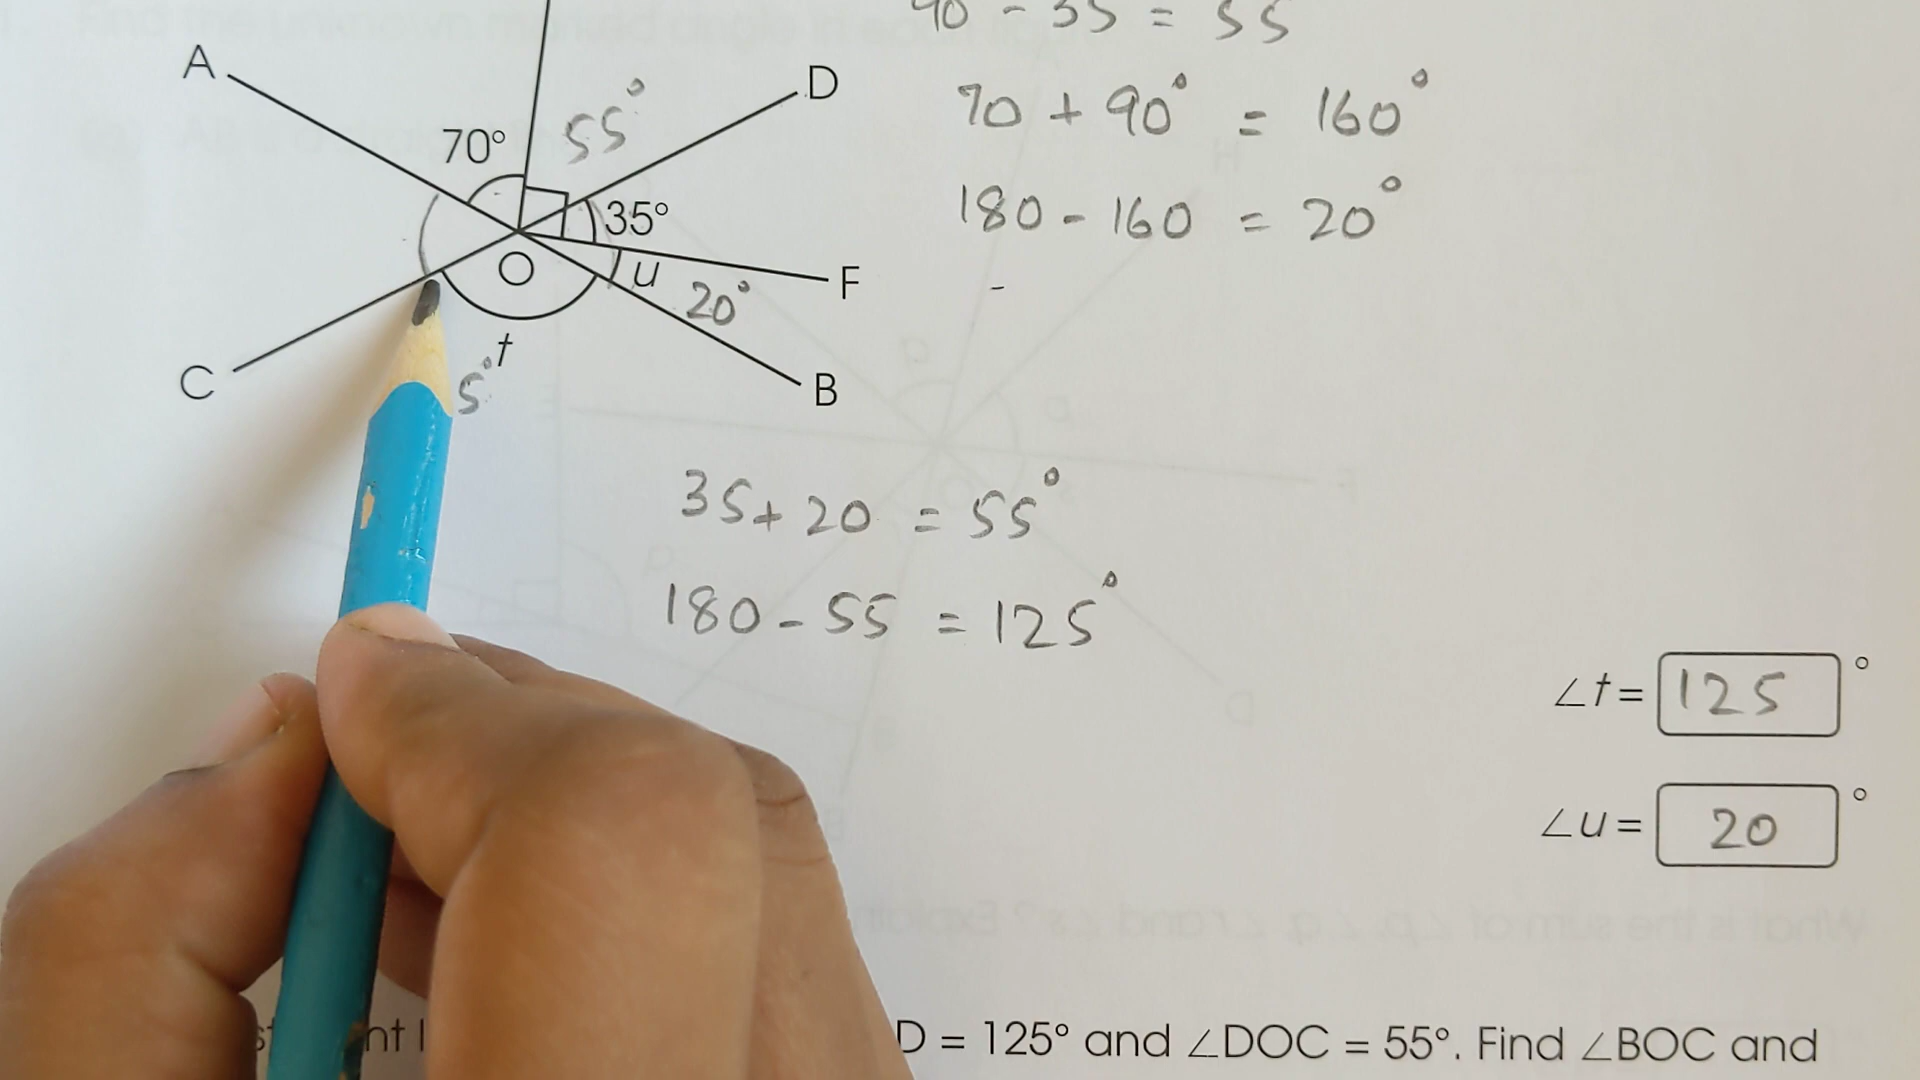 90 - 35 = 55
A
D
70°
55°
70 + 90° = 160°
35°
180 - 160 = 20°
O
u
F
20°
-
t
C
5°
B
35 + 20 = 55°
180 - 55 = 125°
∠t = 125 °
∠u = 20 °
D = 125° and ∠DOC = 55°. Find ∠BOC and